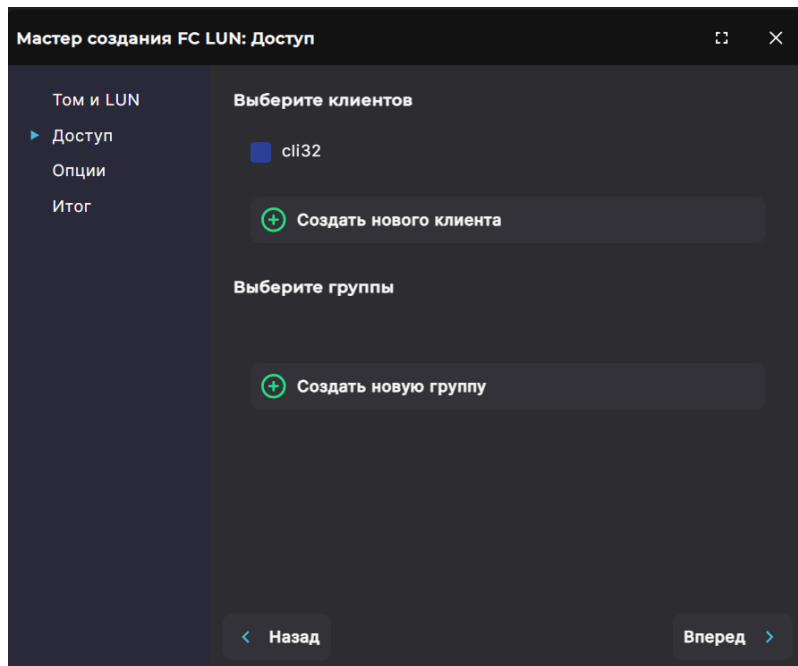 Мастер создания FC LUN: Доступ
Том и LUN
Доступ
Опции
Итог
Выберите клиентов
cli32
Создать нового клиента
Выберите группы
Создать новую группу
Назад
Вперед